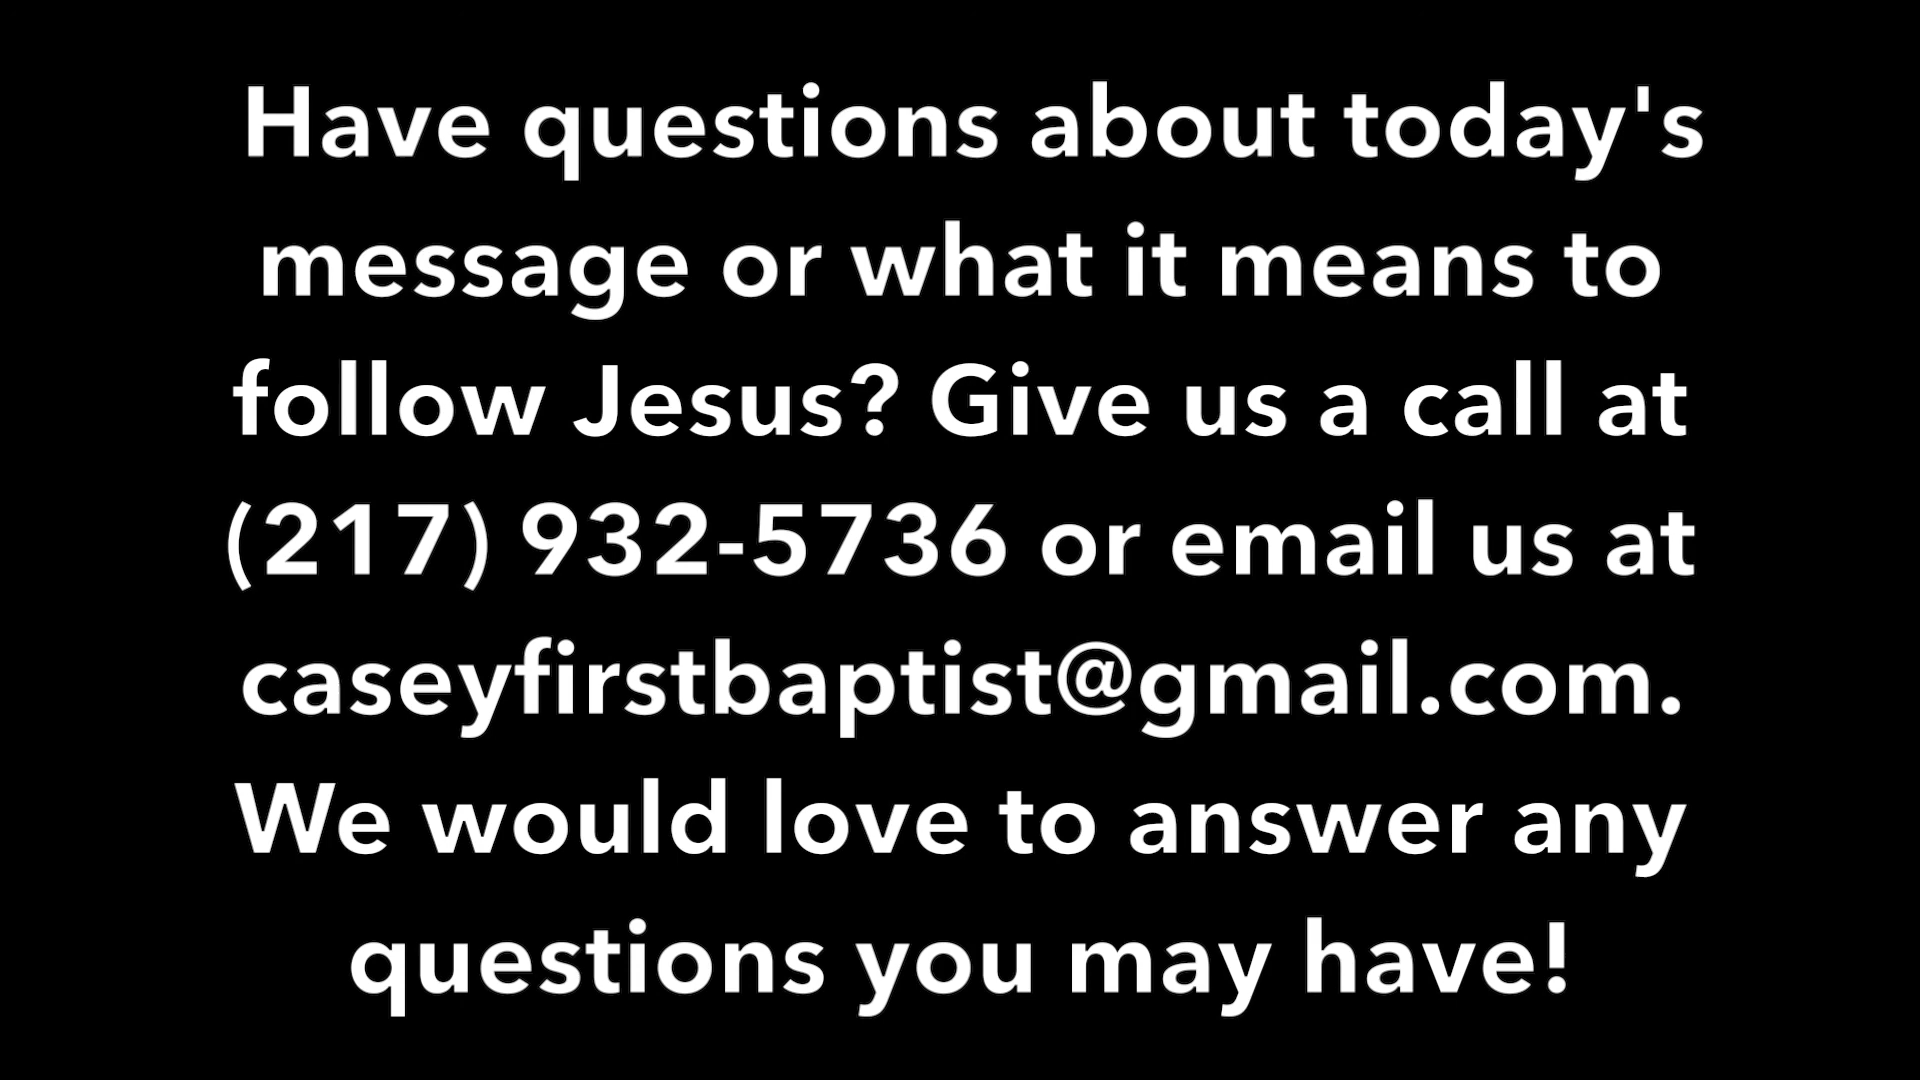 Have questions about today's
message or what it means to
follow Jesus? Give us a call at
(217) 932-5736 or email us at
caseyfirstbaptist@gmail.com.
We would love to answer any
questions you may have!